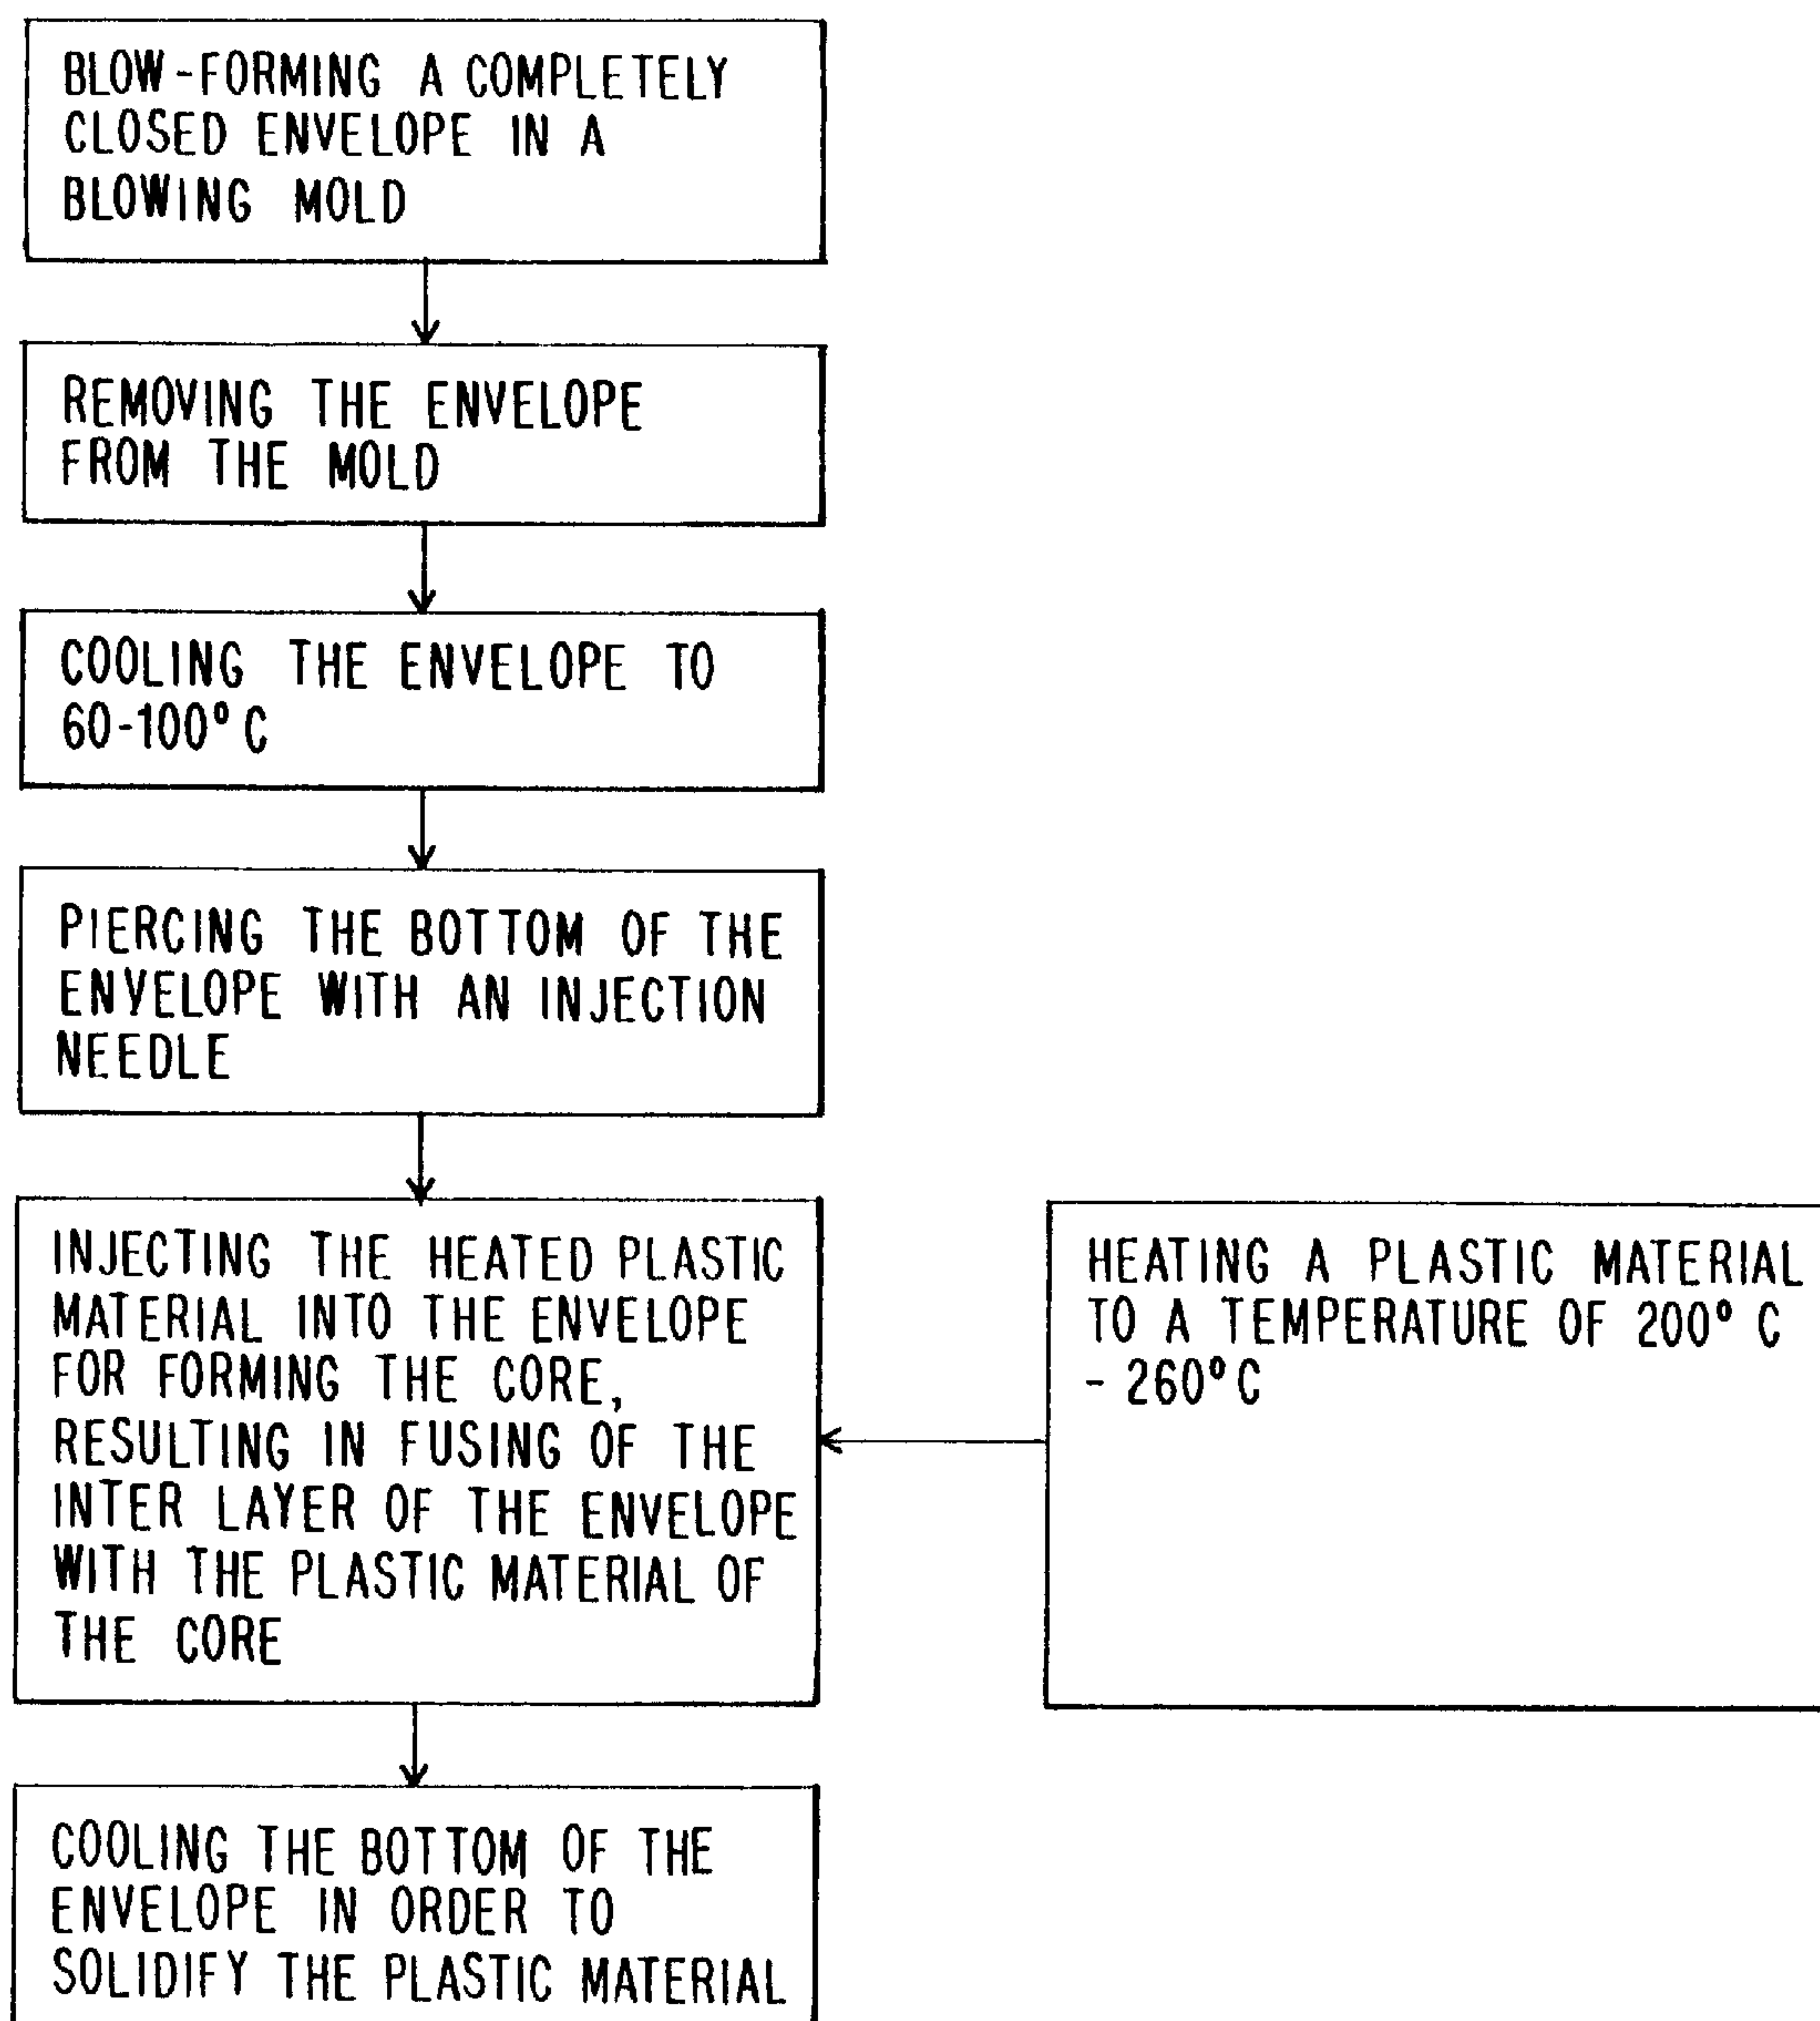 BLOW-FORMING A COMPLETELY
CLOSED ENVELOPE IN A
BLOWING MOLD
REMOVING THE ENVELOPE
FROM THE MOLD
COOLING THE ENVELOPE TO
60-100°C
PIERCING THE BOTTOM OF THE
ENVELOPE WITH AN INJECTION
NEEDLE
INJECTING THE HEATED PLASTIC
MATERIAL INTO THE ENVELOPE
FOR FORMING THE CORE,
RESULTING IN FUSING OF THE
INTER LAYER OF THE ENVELOPE
WITH THE PLASTIC MATERIAL OF
THE CORE
HEATING A PLASTIC MATERIAL
TO A TEMPERATURE OF 200° C
- 260°C
COOLING THE BOTTOM OF THE
ENVELOPE IN ORDER TO
SOLIDIFY THE PLASTIC MATERIAL